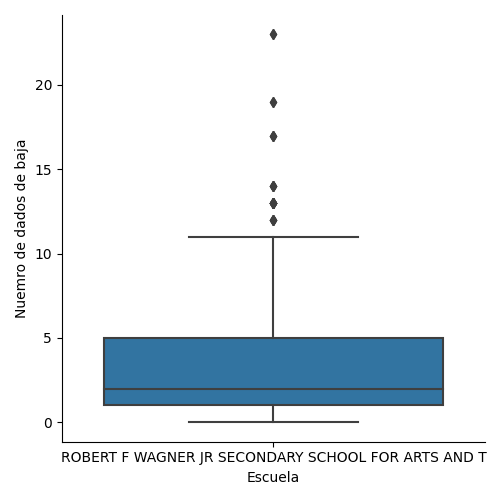 20
15
10
5
0
Nuemro de dados de baja
ROBERT F WAGNER JR SECONDARY SCHOOL FOR ARTS AND T
Escuela